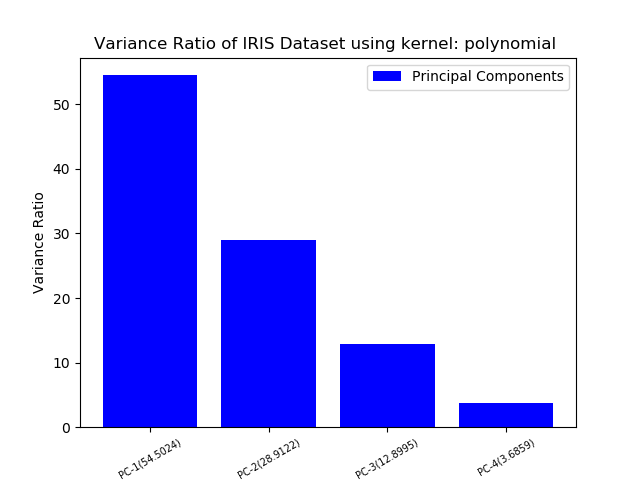 Variance Ratio of IRIS Dataset using kernel: polynomial
Principal Components
Variance Ratio
50
40
30
20
10
0
PC-1(54.5024)
PC-2(28.9122)
PC-3(12.8995)
PC-4(3.6859)